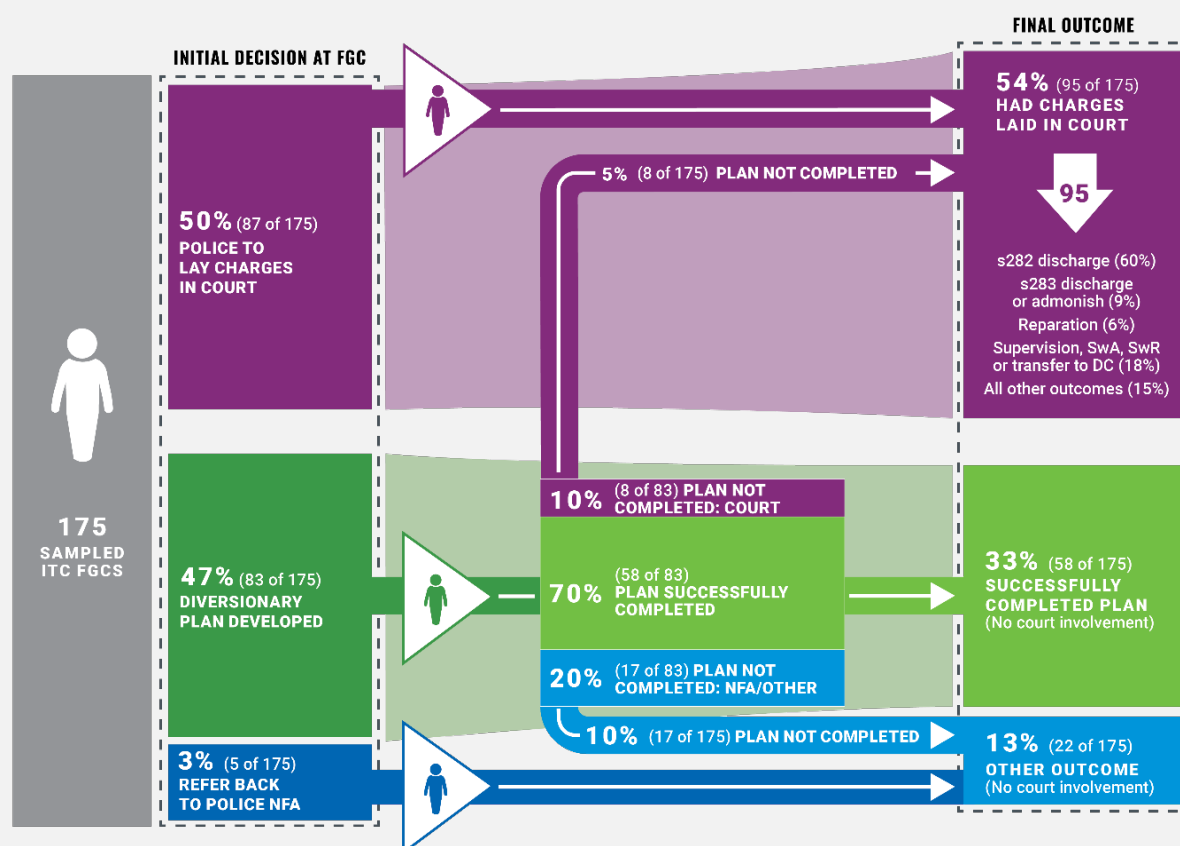 INITIAL DECISION AT FGC
FINAL OUTCOME
175
SAMPLED
ITC FGCS
50% (87 of 175)
POLICE TO
LAY CHARGES
IN COURT
47% (83 of 175)
DIVERSIONARY
PLAN DEVELOPED
3% (5 of 175)
REFER BACK
TO POLICE NFA
5% (8 of 175) PLAN NOT COMPLETED
10% (8 of 83) PLAN NOT
COMPLETED: COURT
70% (58 of 83)
PLAN SUCCESSFULLY
COMPLETED
20% (17 of 83) PLAN NOT
COMPLETED: NFA/OTHER
10% (17 of 175) PLAN NOT COMPLETED
54% (95 of 175)
HAD CHARGES
LAID IN COURT
95
s282 discharge (60%)
s283 discharge
or admonish (9%)
Reparation (6%)
Supervision, SwA, SwR
or transfer to DC (18%)
All other outcomes (15%)
33% (58 of 175)
SUCCESSFULLY
COMPLETED PLAN
(No court involvement)
13% (22 of 175)
OTHER OUTCOME
(No court involvement)